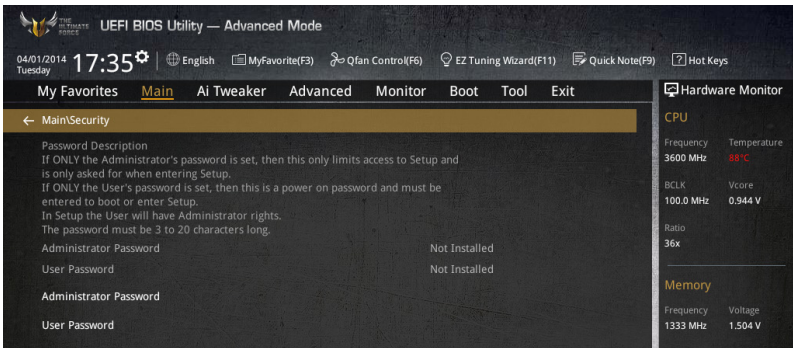 THE
ULTIMATE
FORCE
UEFI BIOS Utility — Advanced Mode
04/01/2014
Tuesday
17:35
English
MyFavorite(F3)
Qfan Control(F6)
EZ Tuning Wizard(F11)
Quick Note(F9)
? Hot Keys
My Favorites Main Ai Tweaker Advanced Monitor Boot Tool Exit
← Main\Security
Password Description
If ONLY the Administrator's password is set, then this only limits access to Setup and
is only asked for when entering Setup.
If ONLY the User's password is set, then this is a power on password and must be
entered to boot or enter Setup.
In Setup the User will have Administrator rights.
The password must be 3 to 20 characters long.
Administrator Password Not Installed
User Password Not Installed
Administrator Password
User Password
Hardware Monitor
CPU
Frequency Temperature
3600 MHz 88°C
BCLK Vcore
100.0 MHz 0.944 V
Ratio
36x
Memory
Frequency Voltage
1333 MHz 1.504 V